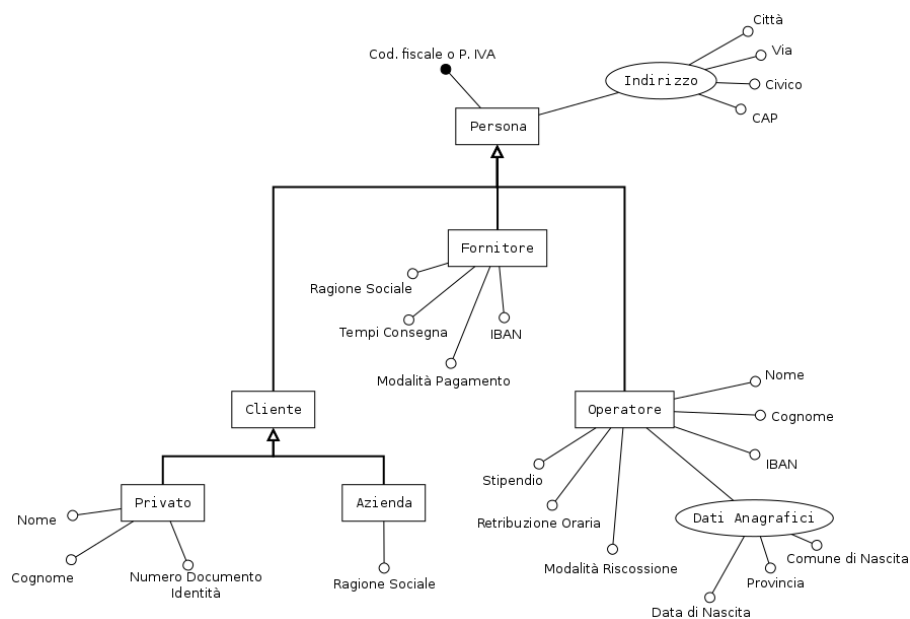 Città
Cod. fiscale o P. IVA
Via
Indirizzo
Civico
CAP
Persona
Fornitore
Ragione Sociale
Tempi Consegna
IBAN
Modalità Pagamento
Nome
Cliente
Operatore
Cognome
IBAN
Stipendio
Privato
Azienda
Nome
Retribuzione Oraria
Dati Anagrafici
Comune di Nascita
Modalità Riscossione
Cognome
Numero Documento
Identità
Ragione Sociale
Provincia
Data di Nascita